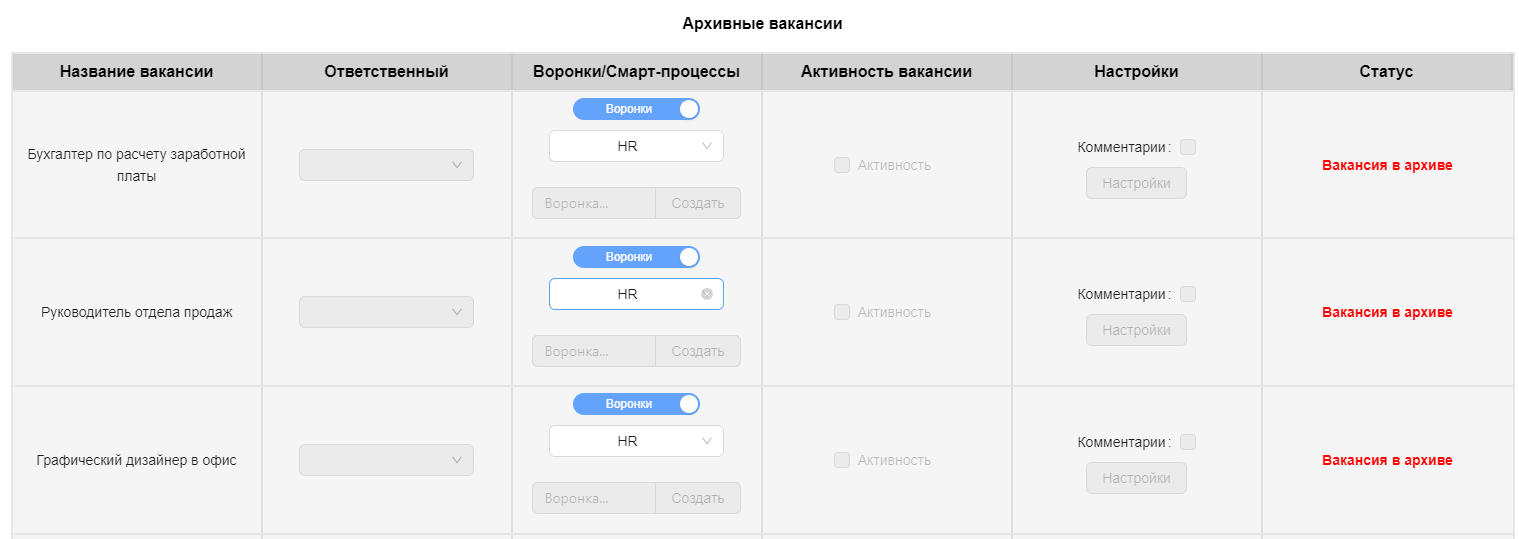 Архивные вакансии
Название вакансии
Ответственный
Воронки/Смарт-процессы
Активность вакансии
Настройки
Статус
Бухгалтер по расчету заработной
платы
Воронки
HR
Воронка...
Создать
Активность
Комментарии:
Настройки
Вакансия в архиве
Руководитель отдела продаж
Воронки
HR
Воронка...
Создать
Активность
Комментарии:
Настройки
Вакансия в архиве
Графический дизайнер в офис
Воронки
HR
Воронка...
Создать
Активность
Комментарии:
Настройки
Вакансия в архиве